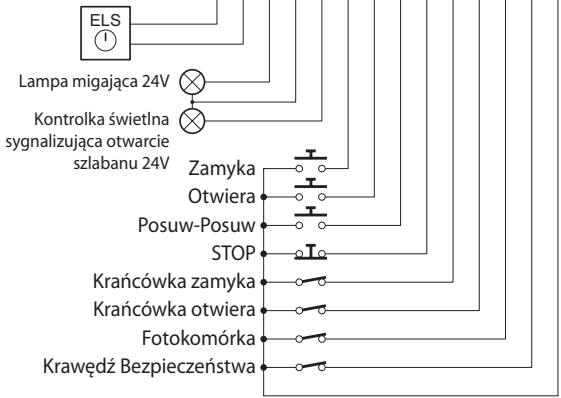 ELS
Lampa migająca 24V
Kontrolka świetlna
sygnalizująca otwarcie
szlabanu 24V
Zamyka
Otwiera
Posuw-Posuw
STOP
Krańcówka zamyka
Krańcówka otwiera
Fotokomórka
Krawędź Bezpieczeństwa